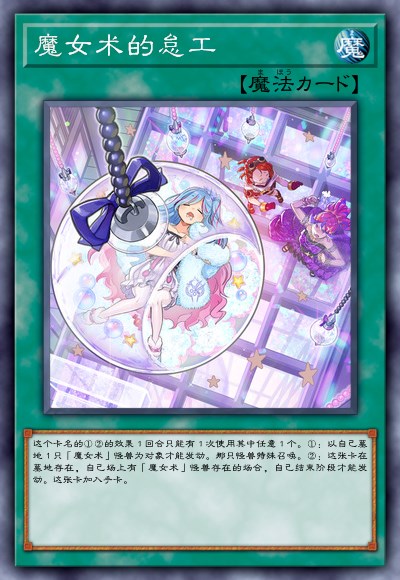 魔女术的怠工
魔
【魔法カード】
ま ほう
这个卡名的①②的效果1回合只能有1次使用其中任意1个。①：以自己墓
地1只「魔女术」怪兽为对象才能发动。那只怪兽特殊召唤。②：这张卡在
墓地存在，自己场上有「魔女术」怪兽存在的场合，自己结束阶段才能发
动。这张卡加入手卡。